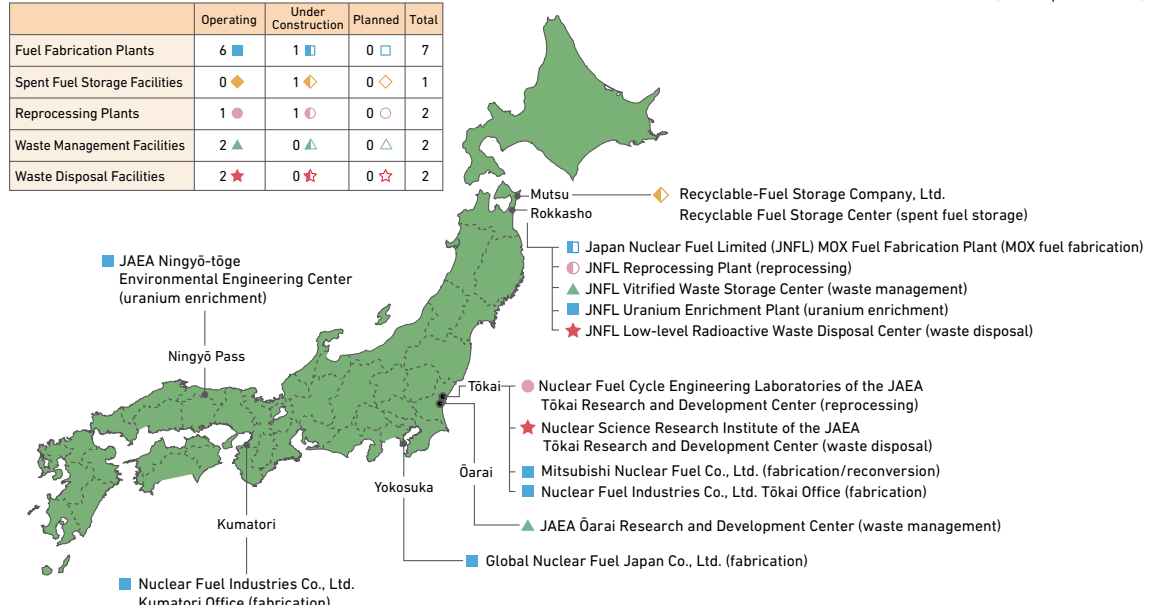 Operating
Under Construction
Planned
Total
Fuel Fabrication Plants 6 1 0 7
Spent Fuel Storage Facilities 0 1 0 1
Reprocessing Plants 1 1 0 2
Waste Management Facilities 2 0 0 2
Waste Disposal Facilities 2 0 0 2
Mutsu
Recyclable-Fuel Storage Company, Ltd.
Recyclable Fuel Storage Center (spent fuel storage)
Rokkasho
Japan Nuclear Fuel Limited (JNFL) MOX Fuel Fabrication Plant (MOX fuel fabrication)
JNFL Reprocessing Plant (reprocessing)
JNFL Vitrified Waste Storage Center (waste management)
JNFL Uranium Enrichment Plant (uranium enrichment)
JNFL Low-level Radioactive Waste Disposal Center (waste disposal)
JAEA Ningyō-tōge
Environmental Engineering Center
(uranium enrichment)
Ningyō Pass
Tōkai
Nuclear Fuel Cycle Engineering Laboratories of the JAEA
Tōkai Research and Development Center (reprocessing)
Nuclear Science Research Institute of the JAEA
Tōkai Research and Development Center (waste disposal)
Mitsubishi Nuclear Fuel Co., Ltd. (fabrication/reconversion)
Nuclear Fuel Industries Co., Ltd. Tōkai Office (fabrication)
Ōarai
JAEA Ōarai Research and Development Center (waste management)
Yokosuka
Global Nuclear Fuel Japan Co., Ltd. (fabrication)
Kumatori
Nuclear Fuel Industries Co., Ltd.
Kumatori Office (fabrication)